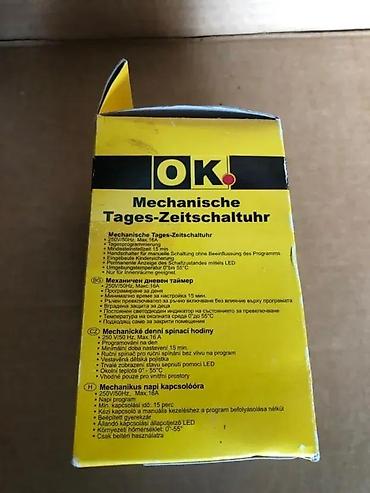 OK.
Mechanische
Tages-Zeitschaltuhr
Mechanische Tages-Zeitschaltuhr
• 250V/50Hz, Max.16A
• Tagesprogrammierung
• Mindesteinstellzeit 15 min.
• Handschalter für manuelle Schaltung ohne Beeinflussung des Programms
• Eingebaute Kindersicherung
• Permanente Anzeige des Schaltzustandes mittels LED
• Umgebungstemperatur 0°bis 55°C
• Nur für Innenräume geeignet
BG Механичен дневен таймер
• 250V/50Hz, Max.16A
• Програмиране за деня
• Минимално време за настройка 15 мин.
• Ръчен превключвател за ръчно включване без влияние върху програмата
• Вградена защита за деца
• Постоянен светодиоден индикатор на състоянието за превключване
• Температура на околната среда 0°до 55°C
• Подходящ само за закрити помещения
CZ Mechanické denní spínací hodiny
• 250 V/50 Hz, Max.16 A
• Programování na den
• Minimální doba nastavení 15 min.
• Ruční spínač pro ruční spínání bez vlivu na program
• Vestavěná dětská pojistka
• Trvalé zobrazení stavu sepnutí pomocí LED
• Okolní teplota 0° - 55°C
• Vhodné pouze pro vnitřní prostory
H Mechanikus napi kapcsolóóra
• 250V/50Hz, Max.16A
• Napi program
• Min. kapcsolási idő: 15 perc
• Kézi kapcsoló a manuális kezeléshez a program befolyásolása nélkül
• Beépített gyerekzár
• Állandó kapcsolási állapotjelző LED
• Környezeti hőmérséklet: 0°-55°C
• Csak beltéri használatra